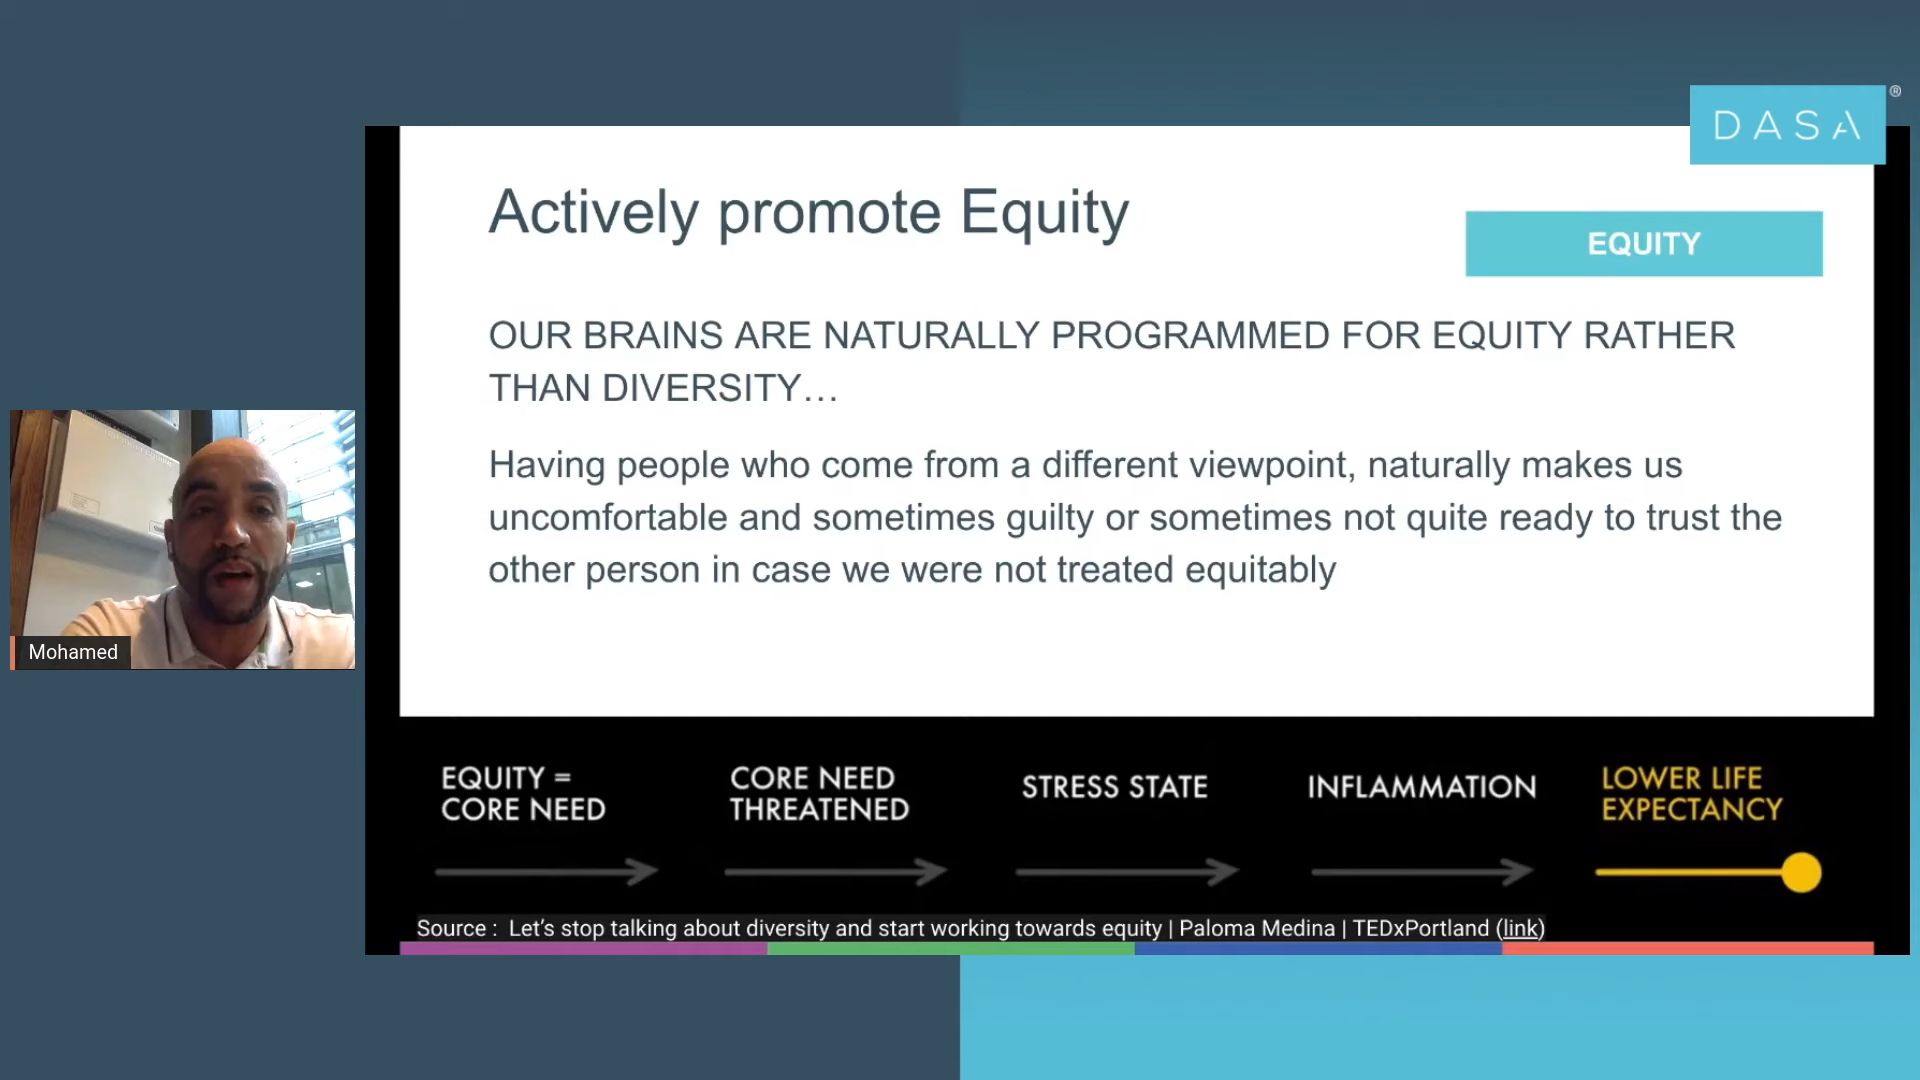 DASA®
Actively promote Equity
EQUITY
OUR BRAINS ARE NATURALLY PROGRAMMED FOR EQUITY RATHER
THAN DIVERSITY…
Having people who come from a different viewpoint, naturally makes us
uncomfortable and sometimes guilty or sometimes not quite ready to trust the
other person in case we were not treated equitably
Mohamed
EQUITY =
CORE NEED
CORE NEED
THREATENED
STRESS STATE
INFLAMMATION
LOWER LIFE
EXPECTANCY
Source : Let’s stop talking about diversity and start working towards equity | Paloma Medina | TEDxPortland (link)